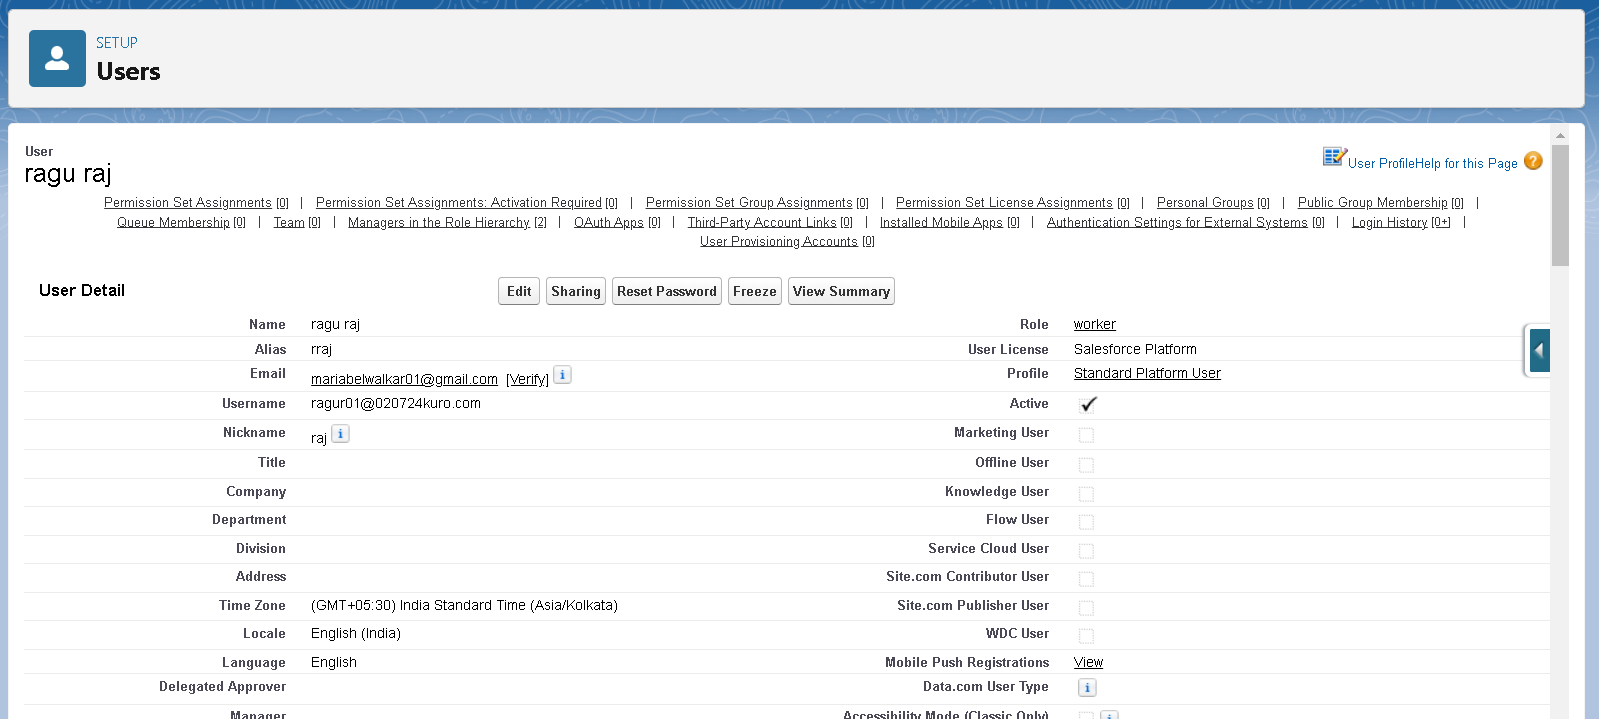 SETUP
Users
User
ragu raj
User ProfileHelp for this Page
Permission Set Assignments [0] | Permission Set Assignments: Activation Required [0] | Permission Set Group Assignments [0] | Permission Set License Assignments [0] | Personal Groups [0] | Public Group Membership [0] |
Queue Membership [0] | Team [0] | Managers in the Role Hierarchy [2] | OAuth Apps [0] | Third-Party Account Links [0] | Installed Mobile Apps [0] | Authentication Settings for External Systems [0] | Login History [0+] |
User Provisioning Accounts [0]
User Detail Edit Sharing Reset Password Freeze View Summary
Name ragu raj Role worker
Alias rraj User License Salesforce Platform
Email mariabelwalkar01@gmail.com [Verify] i Profile Standard Platform User
Username ragur01@020724kuro.com Active
Nickname raj i Marketing User
Title Offline User
Company Knowledge User
Department Flow User
Division Service Cloud User
Address Site.com Contributor User
Time Zone (GMT+05:30) India Standard Time (Asia/Kolkata) Site.com Publisher User
Locale English (India) WDC User
Language English Mobile Push Registrations View
Delegated Approver Data.com User Type i
Manager Accessibility Mode (Classic Only) i